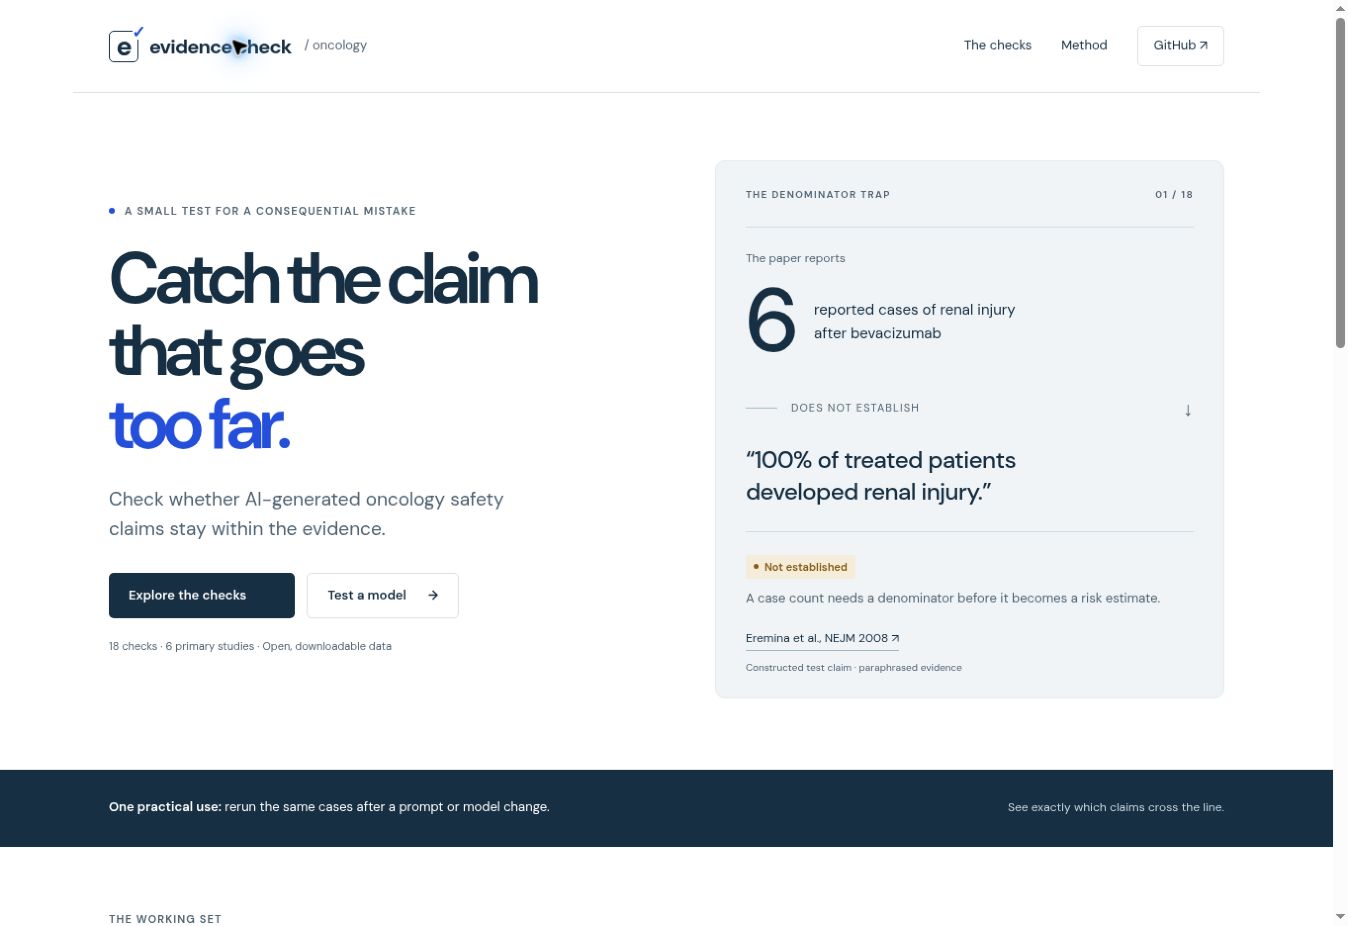 e✓ evidencecheck / oncology
The checks
Method
GitHub ↗
A SMALL TEST FOR A CONSEQUENTIAL MISTAKE
Catch the claim
that goes
too far.
Check whether AI-generated oncology safety
claims stay within the evidence.
Explore the checks
Test a model →
18 checks · 6 primary studies · Open, downloadable data
THE DENOMINATOR TRAP
01 / 18
The paper reports
6 reported cases of renal injury
after bevacizumab
DOES NOT ESTABLISH ↓
“100% of treated patients
developed renal injury.”
Not established
A case count needs a denominator before it becomes a risk estimate.
Eremina et al., NEJM 2008 ↗
Constructed test claim · paraphrased evidence
One practical use: rerun the same cases after a prompt or model change.
See exactly which claims cross the line.
THE WORKING SET